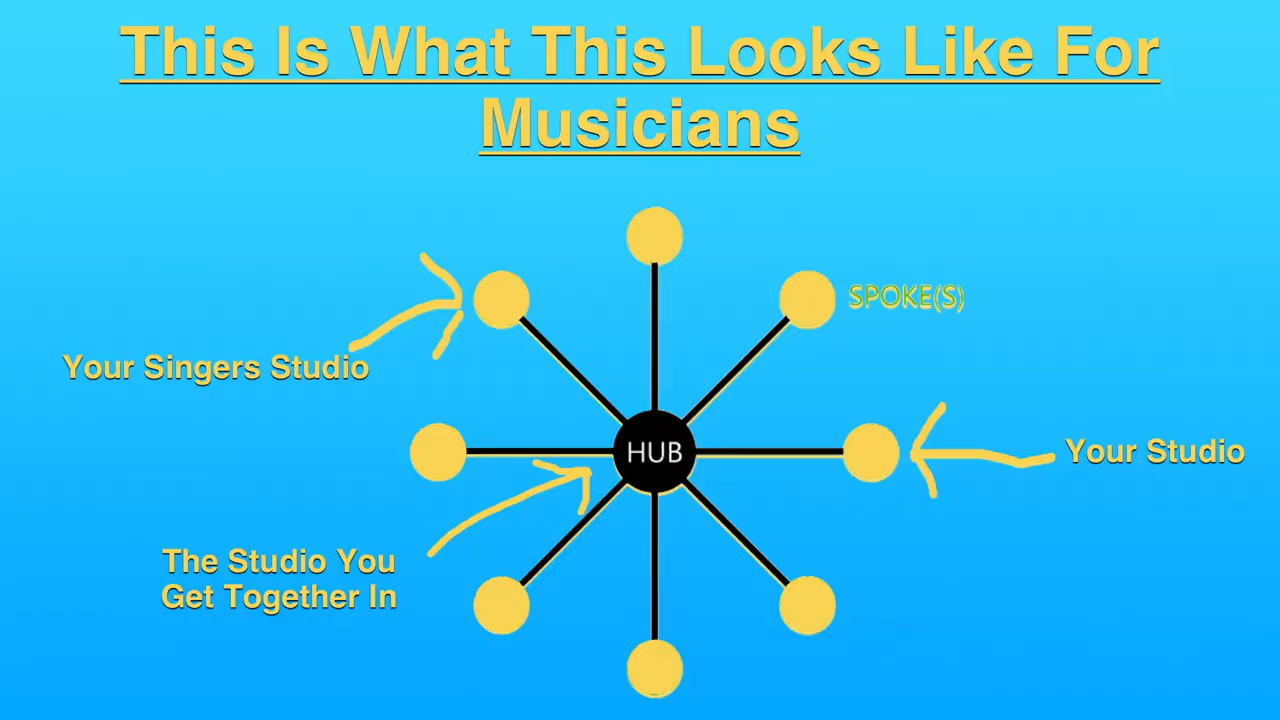 This Is What This Looks Like For
Musicians
SPOKE(S)
Your Singers Studio
HUB
Your Studio
The Studio You
Get Together In